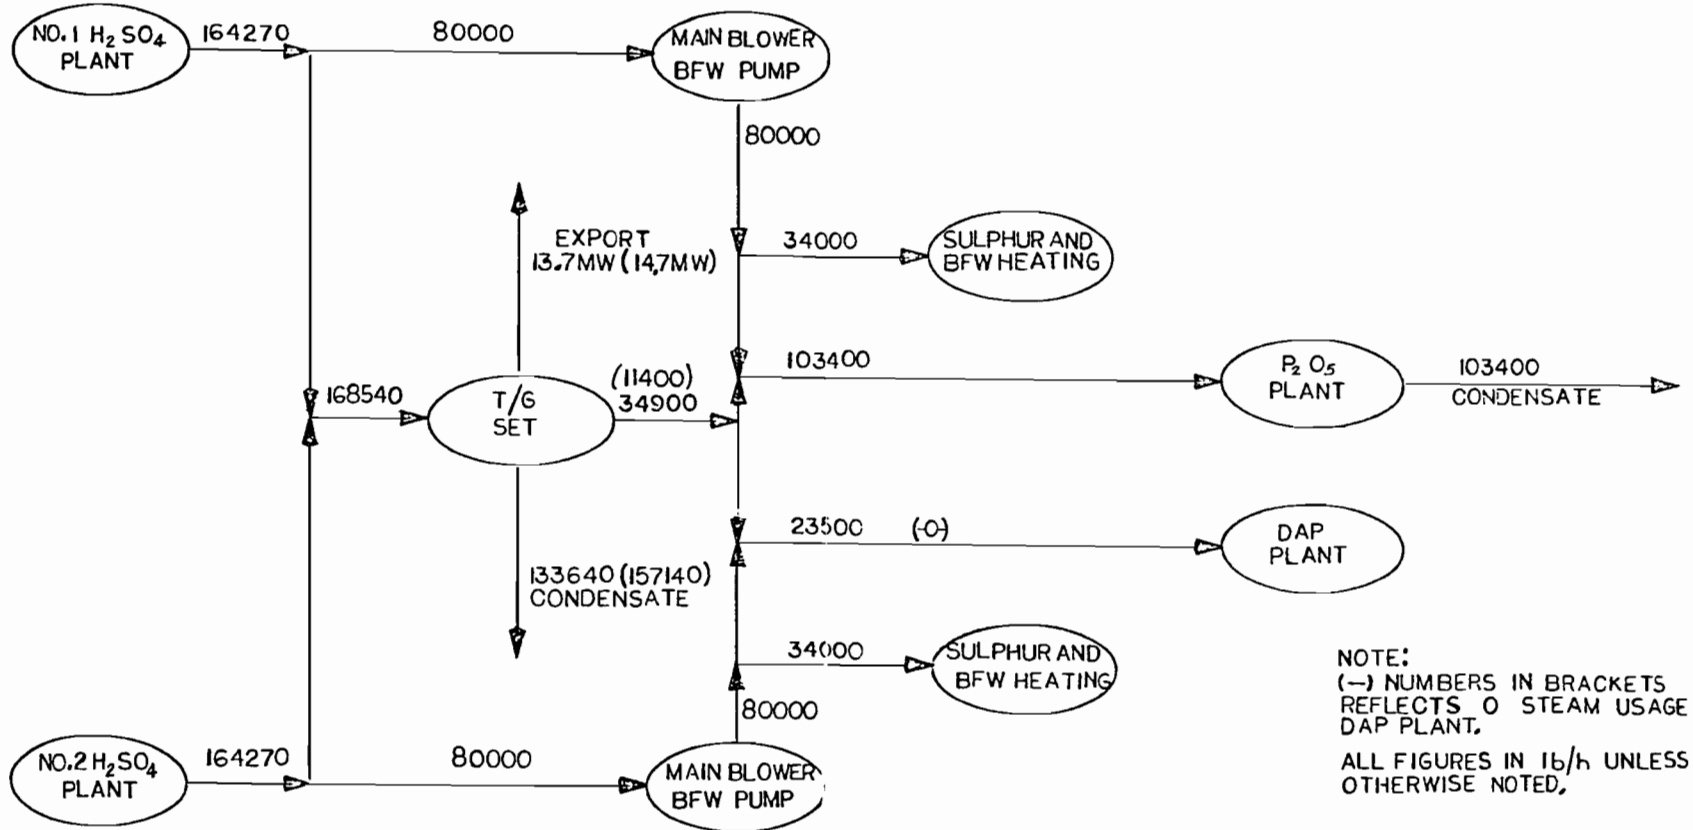 NO.1 H₂SO₄
PLANT
164270
80000
MAIN BLOWER
BFW PUMP
80000
EXPORT
13.7MW (14,7MW)
34000
SULPHUR AND
BFW HEATING
103400
P₂O₅
PLANT
103400
CONDENSATE
168540
T/G
SET
(11400)
34900
23500 (-0-)
DAP
PLANT
133640 (157140)
CONDENSATE
34000
SULPHUR AND
BFW HEATING
80000
NO.2 H₂SO₄
PLANT
164270
80000
MAIN BLOWER
BFW PUMP
NOTE:
(—) NUMBERS IN BRACKETS
REFLECTS O STEAM USAGE
DAP PLANT.
ALL FIGURES IN lb/h UNLESS
OTHERWISE NOTED.